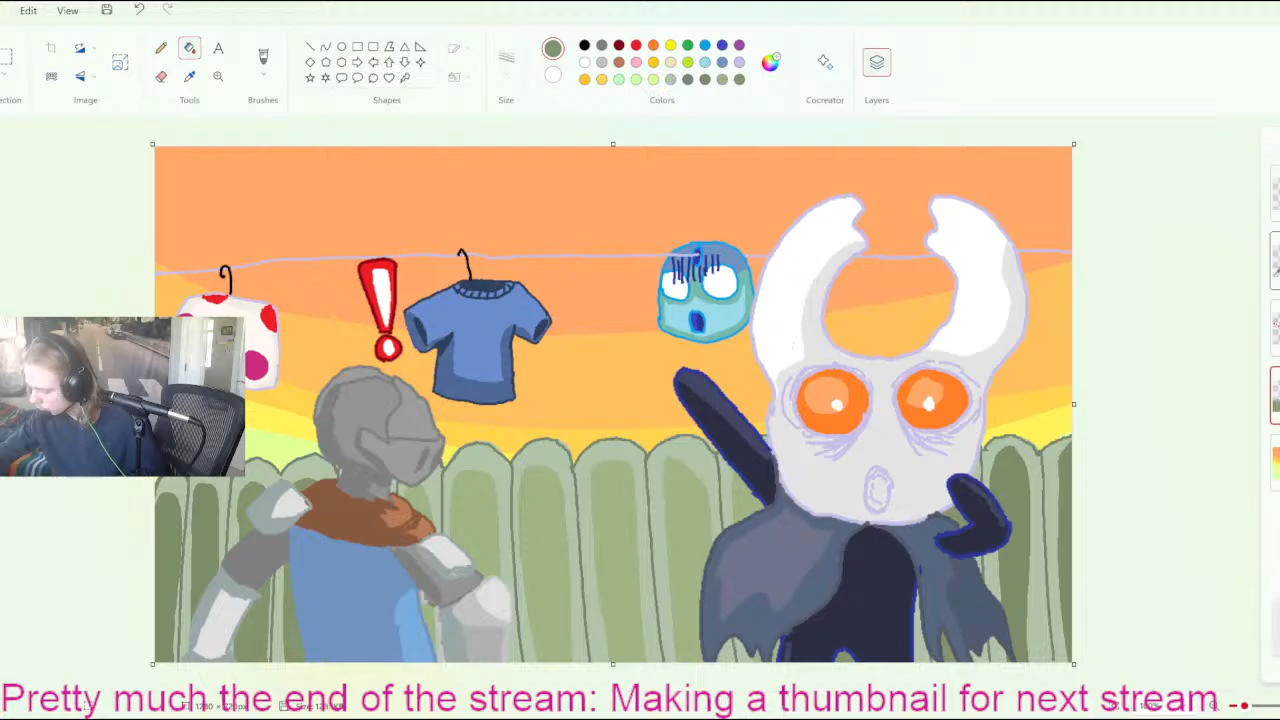 Edit View
Image Tools Brushes Shapes Size Colors Cocreator Layers
Pretty much the end of the stream: Making a thumbnail for next stream